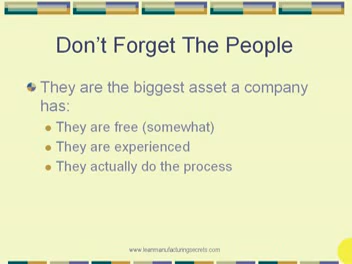 Don't Forget The People
They are the biggest asset a company
has:
They are free (somewhat)
They are experienced
They actually do the process
www.learnmanufacturingsecrets.com